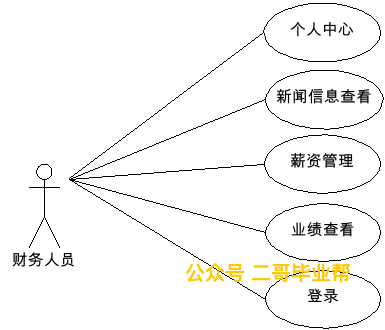 个人中心
新闻信息查看
薪资管理
业绩查看
财务人员
公众号 二哥毕业帮
登录